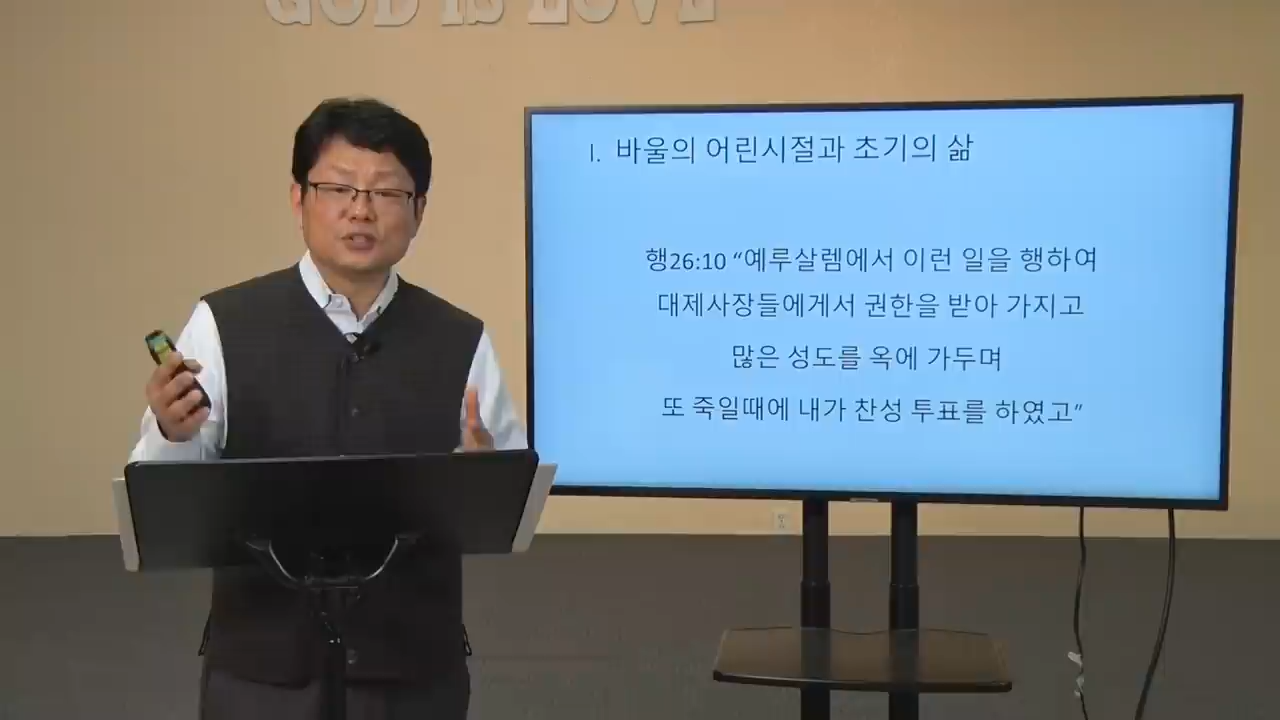 GOD IS LOVE
I. 바울의 어린시절과 초기의 삶
행26:10 “예루살렘에서 이런 일을 행하여
대제사장들에게서 권한을 받아 가지고
많은 성도를 옥에 가두며
또 죽일때에 내가 찬성 투표를 하였고”